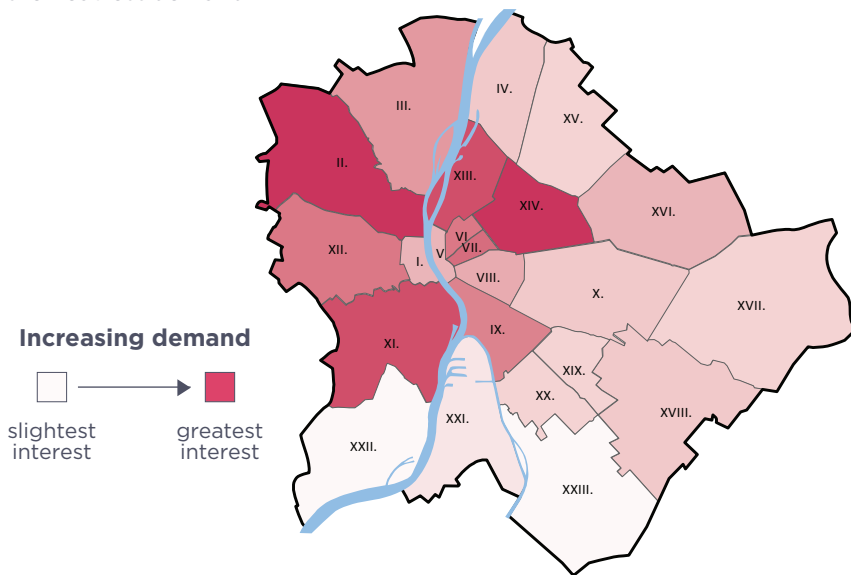 III.
IV.
XV.
II.
XIII.
XIV.
XVI.
XII.
I.
V.
VI.
VII.
VIII.
X.
XVII.
Increasing demand
slightest
interest
greatest
interest
XI.
IX.
XIX.
XX.
XVIII.
XXII.
XXI.
XXIII.